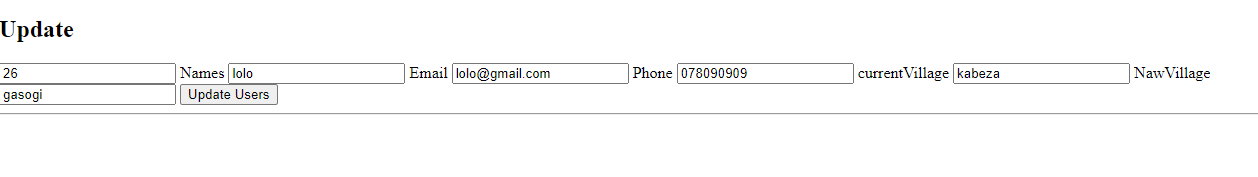 Update
26 Names lolo Email lolo@gmail.com Phone 078090909 currentVillage kabeza NawVillage
gasogi Update Users